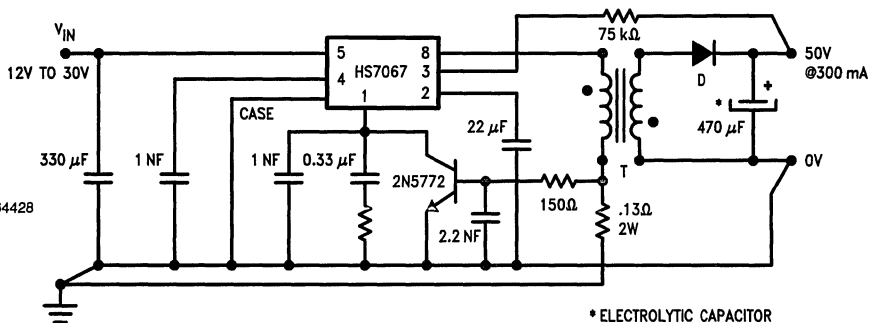 V_IN
12V TO 30V
5
4
HS7067
1
8
3
2
75 kΩ
50V
@300 mA
D
+
*
470 μF
CASE
22 μF
330 μF
1 NF
1 NF
0.33 μF
2N5772
T
0V
150Ω
.13Ω
2W
2.2 NF
4428
* ELECTROLYTIC CAPACITOR